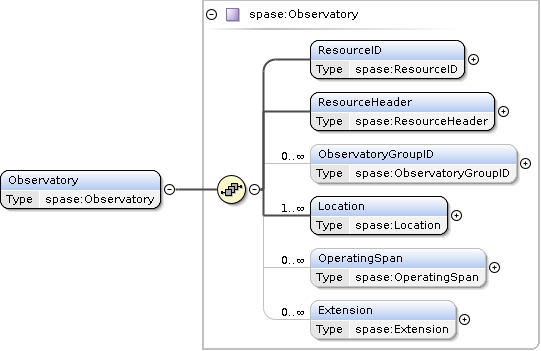 spase:Observatory
ResourceID
Type spase:ResourceID
ResourceHeader
Type spase:ResourceHeader
0..∞
ObservatoryGroupID
Type spase:ObservatoryGroupID
Observatory
Type spase:Observatory
1..∞
Location
Type spase:Location
0..∞
OperatingSpan
Type spase:OperatingSpan
0..∞
Extension
Type spase:Extension